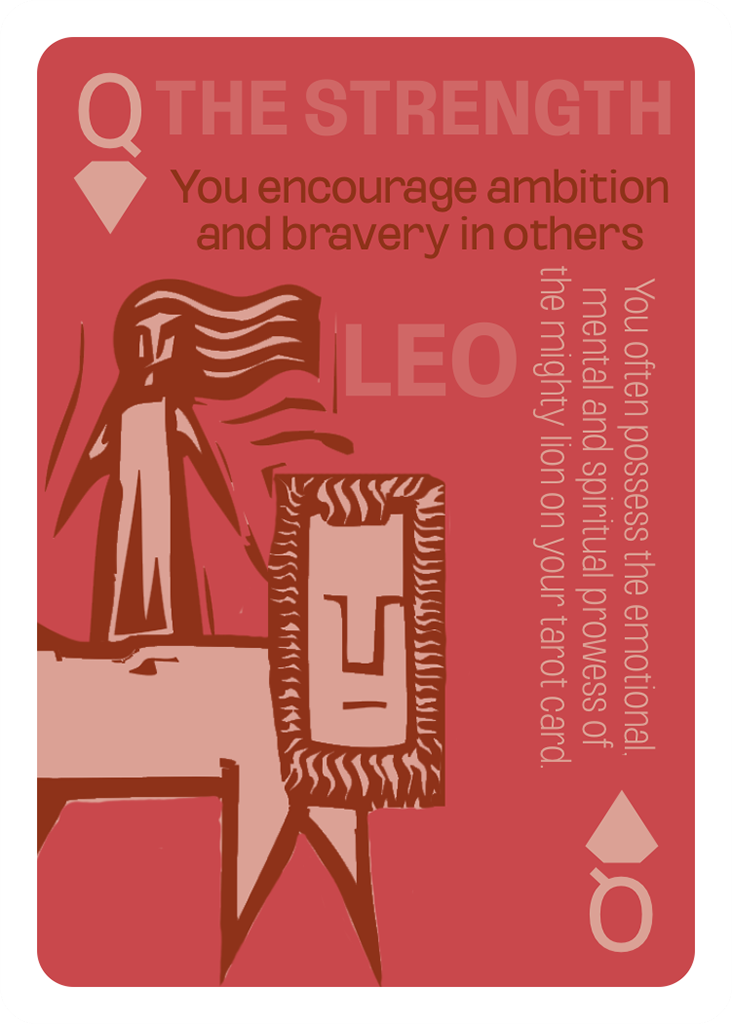 Q
THE STRENGTH
You encourage ambition
and bravery in others
LEO
You often possess the emotional,
mental and spiritual prowess of
the mighty lion on your tarot card.
Q